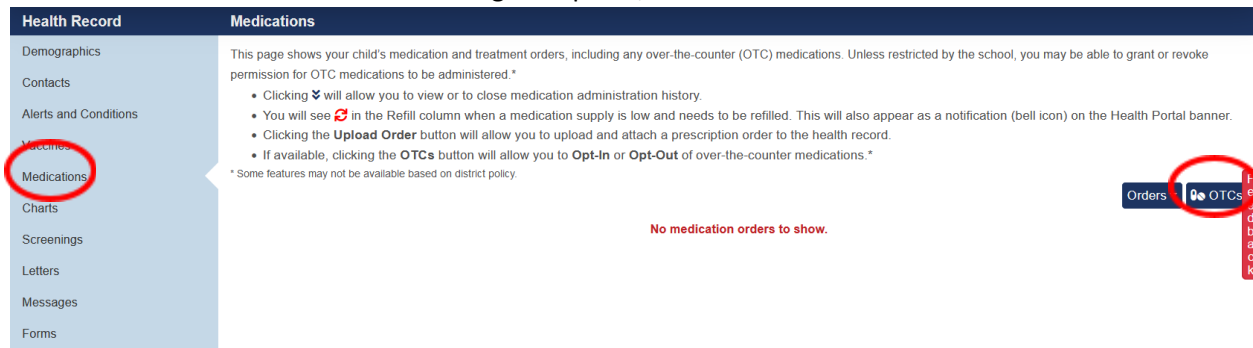 Health Record
Medications
Demographics
Contacts
Alerts and Conditions
Vaccines
Medications
Charts
Screenings
Letters
Messages
Forms
This page shows your child's medication and treatment orders, including any over-the-counter (OTC) medications. Unless restricted by the school, you may be able to grant or revoke
permission for OTC medications to be administered.*
• Clicking will allow you to view or to close medication administration history.
• You will see in the Refill column when a medication supply is low and needs to be refilled. This will also appear as a notification (bell icon) on the Health Portal banner.
• Clicking the Upload Order button will allow you to upload and attach a prescription order to the health record.
• If available, clicking the OTCs button will allow you to Opt-In or Opt-Out of over-the-counter medications.*
* Some features may not be available based on district policy.
Orders OTCs
No medication orders to show.